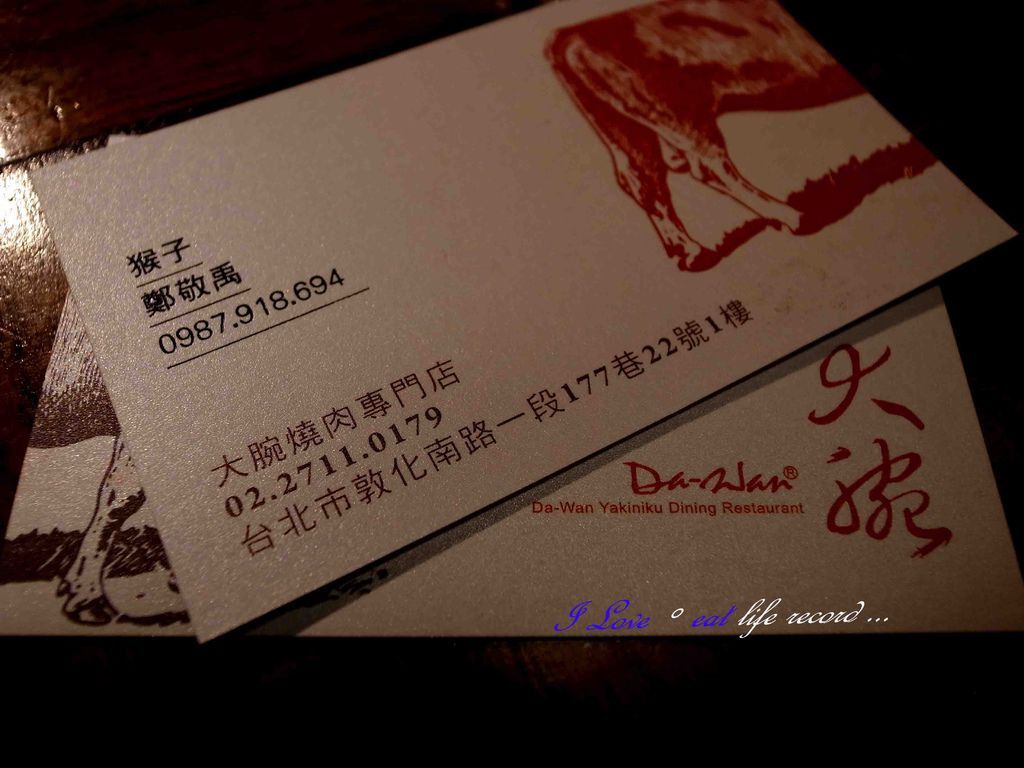 猴子
鄭敬禹
0987.918.694
大腕燒肉專門店
02.2711.0179
台北市敦化南路一段177巷22號1樓
大腕
Da-Wan®
Da-Wan Yakiniku Dining Restaurant
I Love ° eat life record ...